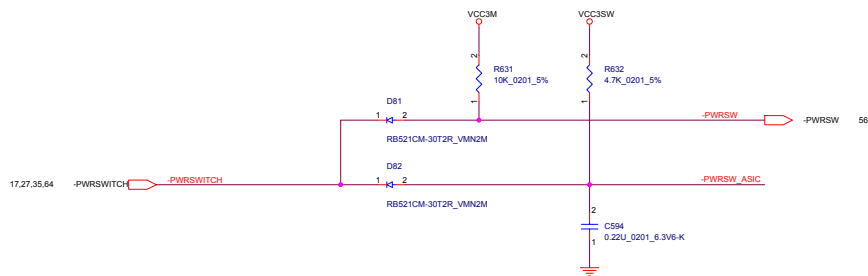 VCC3M
VCC3SW
2
2
R631
10K_0201_5%
R632
4.7K_0201_5%
1
1
D81
1
2
-PWRSW
-PWRSW
56
RB521CM-30T2R_VMN2M
D82
17,27,35,64
-PWRSWITCH
-PWRSWITCH
1
2
-PWRSW_ASIC
RB521CM-30T2R_VMN2M
2
C594
0.22U_0201_6.3V6-K
1